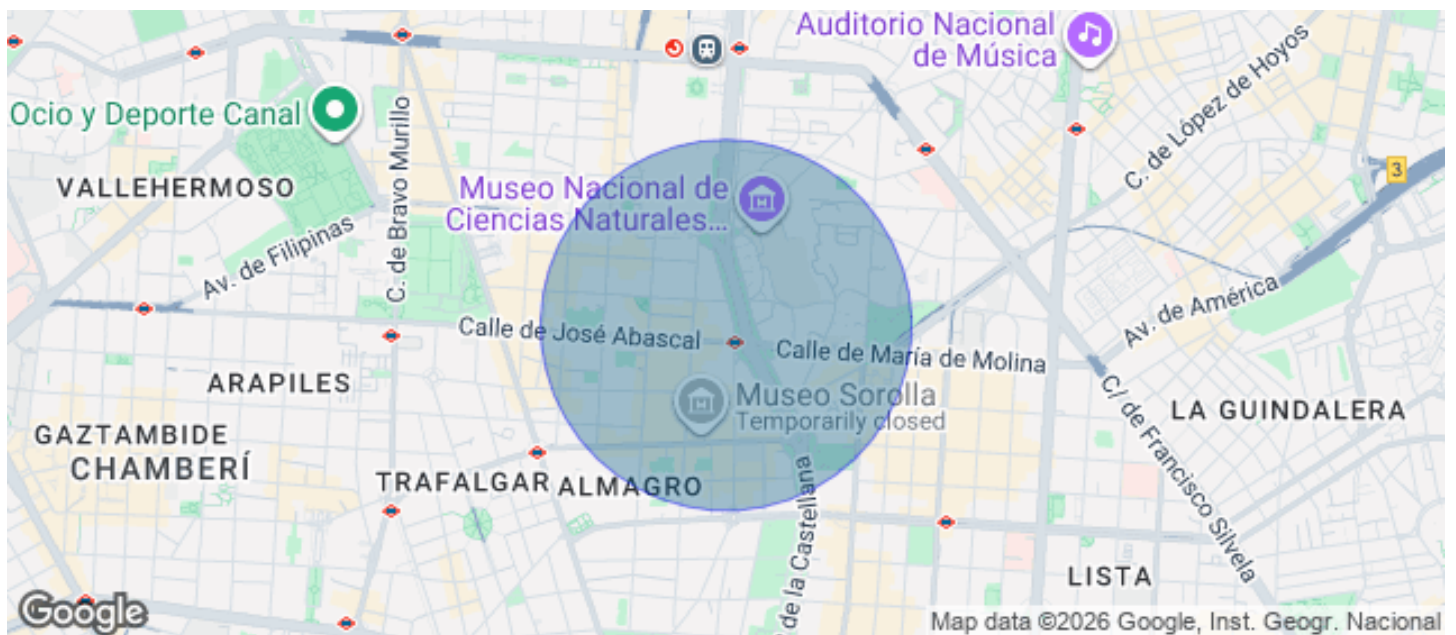 Auditorio Nacional
de Música
C. de López de Hoyos
Ocio y Deporte Canal
C. de Bravo Murillo
3
VALLEHERMOSO
Museo Nacional de
Ciencias Naturales...
Av. de Filipinas
Av. de América
Calle de José Abascal
Calle de María de Molina
ARAPILES
Museo Sorolla
Temporarily closed
C/ de Francisco Silvela
LA GUINDALERA
GAZTAMBIDE
CHAMBERÍ
TRAFALGAR
ALMAGRO
de la Castellana
LISTA
Google
Map data ©2026 Google, Inst. Geogr. Nacional